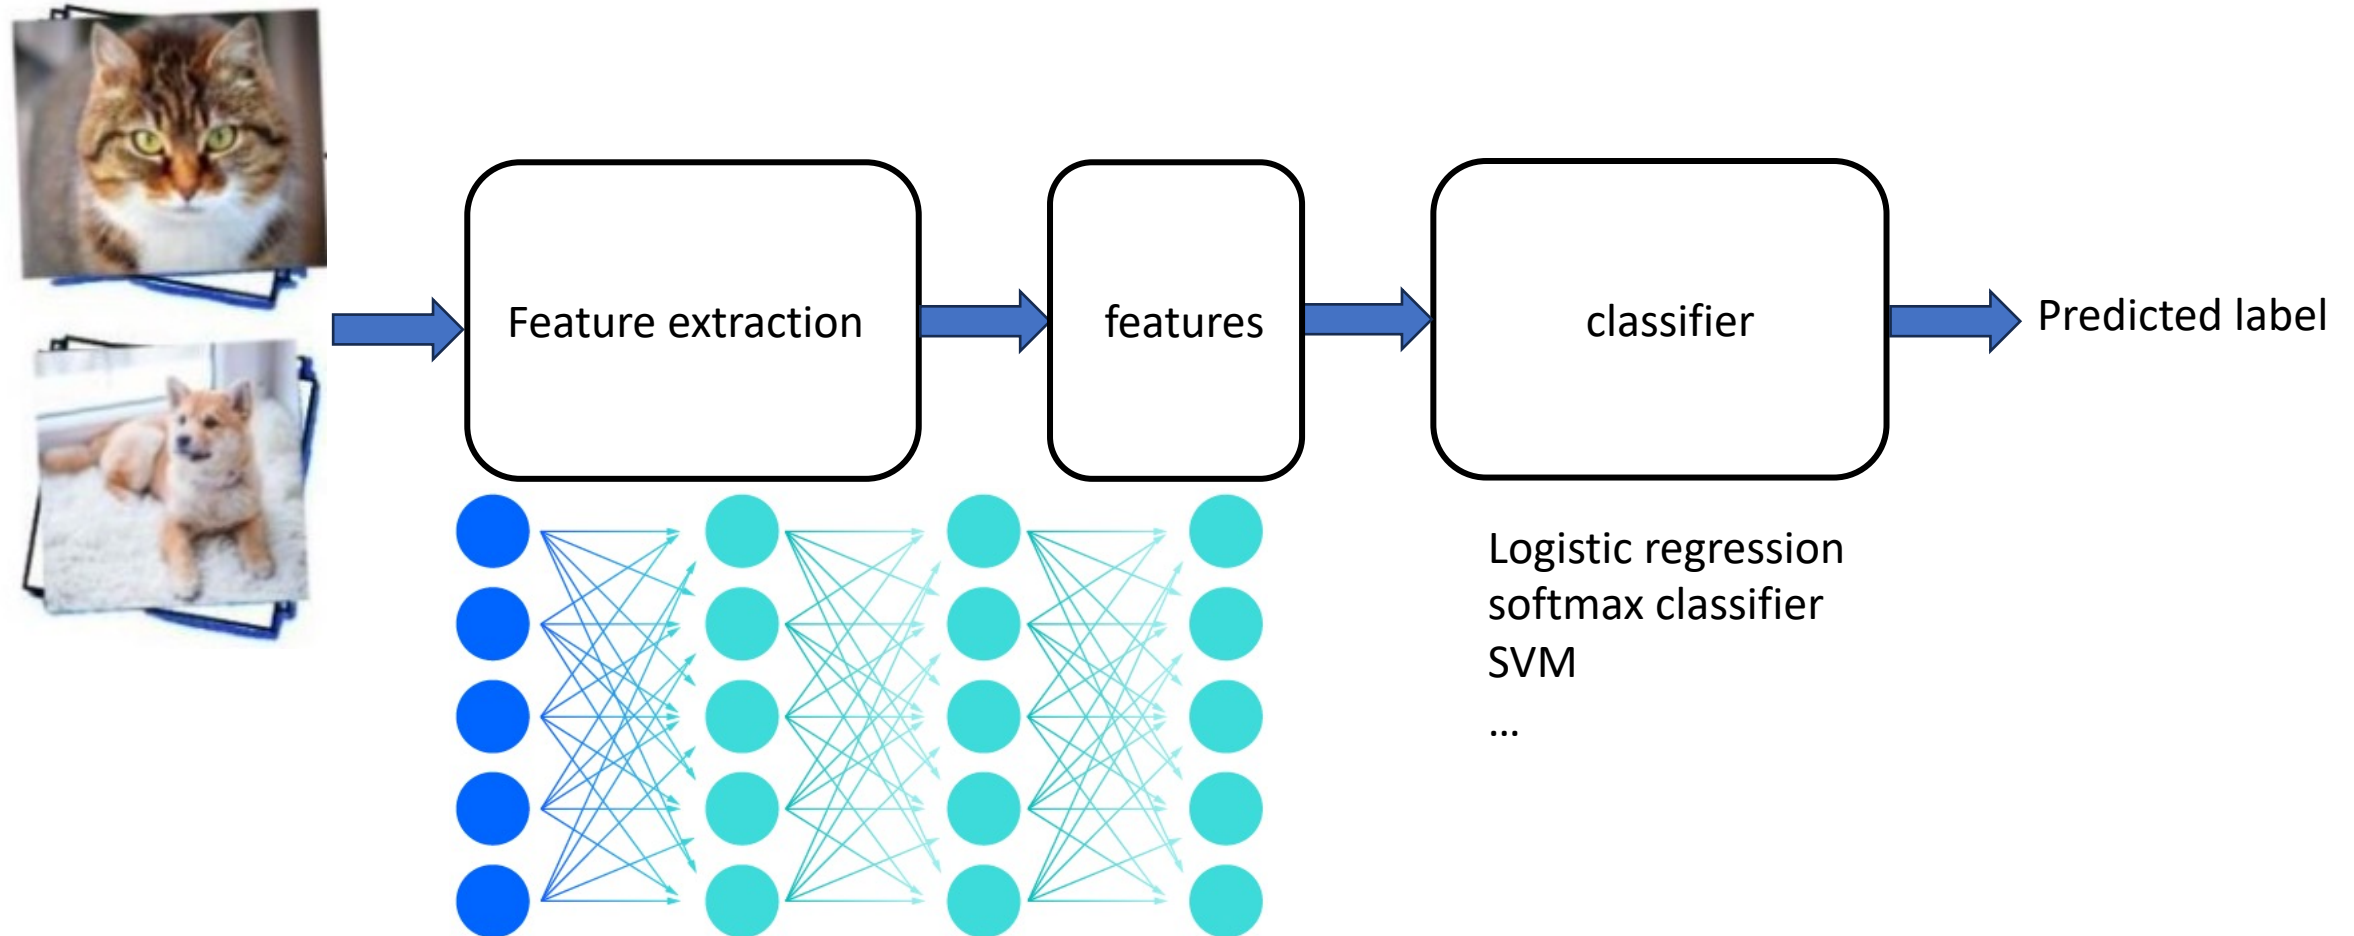 Feature extraction
features
classifier
Predicted label
Logistic regression
softmax classifier
SVM
...